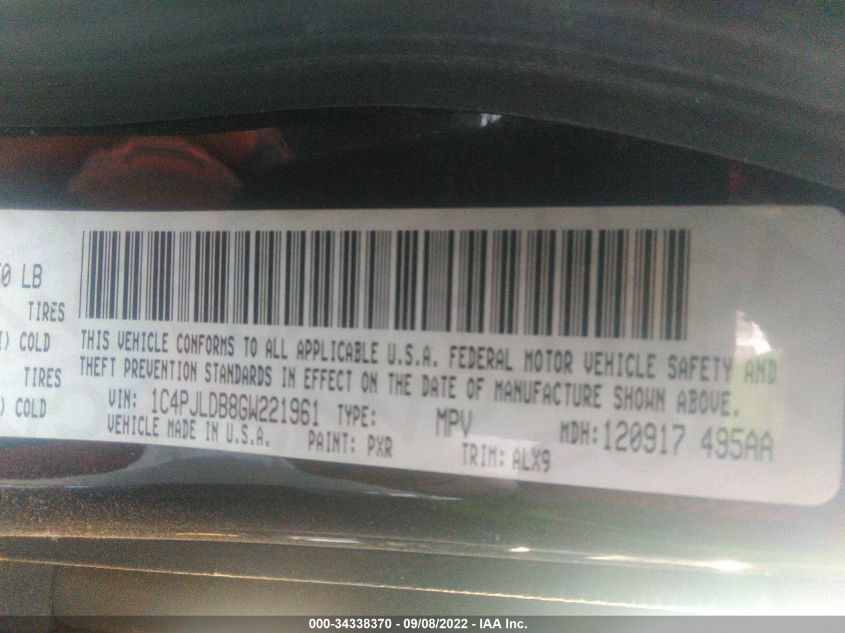 0 LB
TIRES
) COLD
TIRES
) COLD
THIS VEHICLE CONFORMS TO ALL APPLICABLE U.S.A. FEDERAL MOTOR VEHICLE SAFETY AND
THEFT PREVENTION STANDARDS IN EFFECT ON THE DATE OF MANUFACTURE SHOWN ABOVE.
VIN: 1C4PJLDB8GW221961 TYPE: MPV MDH:120917 495AA
VEHICLE MADE IN U.S.A. PAINT: PXR TRIM: ALX9
000-34338370 - 09/08/2022 - IAA Inc.